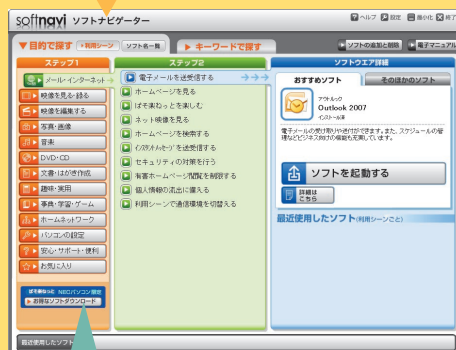 softnavi ソフトナビゲーター
ヘルプ 設定 最小化 終了
▼目的で探す ・利用シーン ソフト名一覧 ▶キーワードで探す ソフトの追加と削除 電子マニュアル
ステップ1
メール・インターネット
映像を見る・録る
映像を編集する
写真・画像
音楽
DVD・CD
文書・はがき作成
趣味・実用
事典・学習・ゲーム
ホームネットワーク
パソコンの設定
安心・サポート・便利
お気に入り
ぱそ楽ねっと NECパソコン限定
▶お得なソフトダウンロード
ステップ2
電子メールを送受信する
ホームページを見る
ぱそ楽ねっとを楽しむ
ネット映像を見る
ホームページを検索する
インスタントメッセージを送受信する
セキュリティの対策を行う
有害ホームページ閲覧を制限する
個人情報の流出に備える
利用シーンで通信環境を切替える
ソフトウエア詳細
おすすめソフト そのほかのソフト
アウトルック
Outlook 2007
インストール済
電子メールの受け取りや送付ができます。また、スケジュールの管
理などビジネス向けの機能も充実しています。
ソフトを起動する
詳細は
こちら
最近使用したソフト(利用シーンごと)
最近使用したソフト